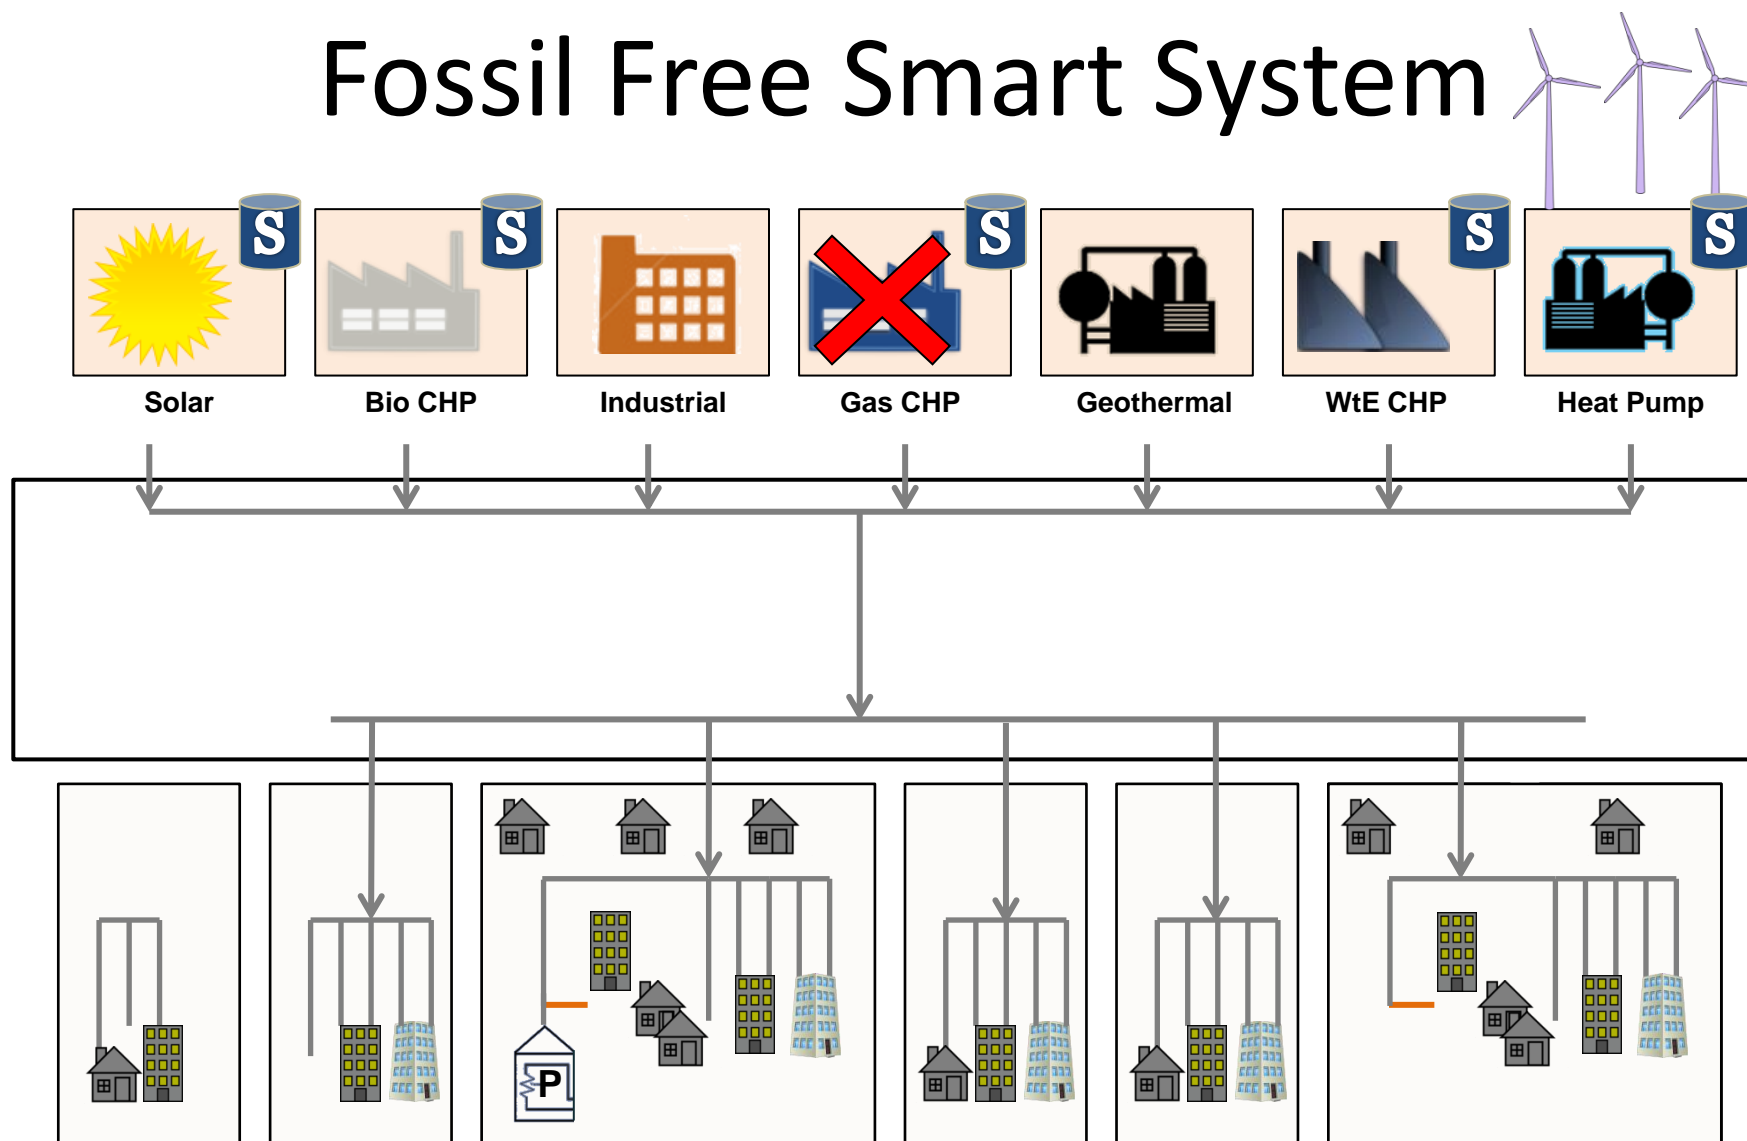 Fossil Free Smart System
S S S S S
Solar Bio CHP Industrial Gas CHP Geothermal WtE CHP Heat Pump
P